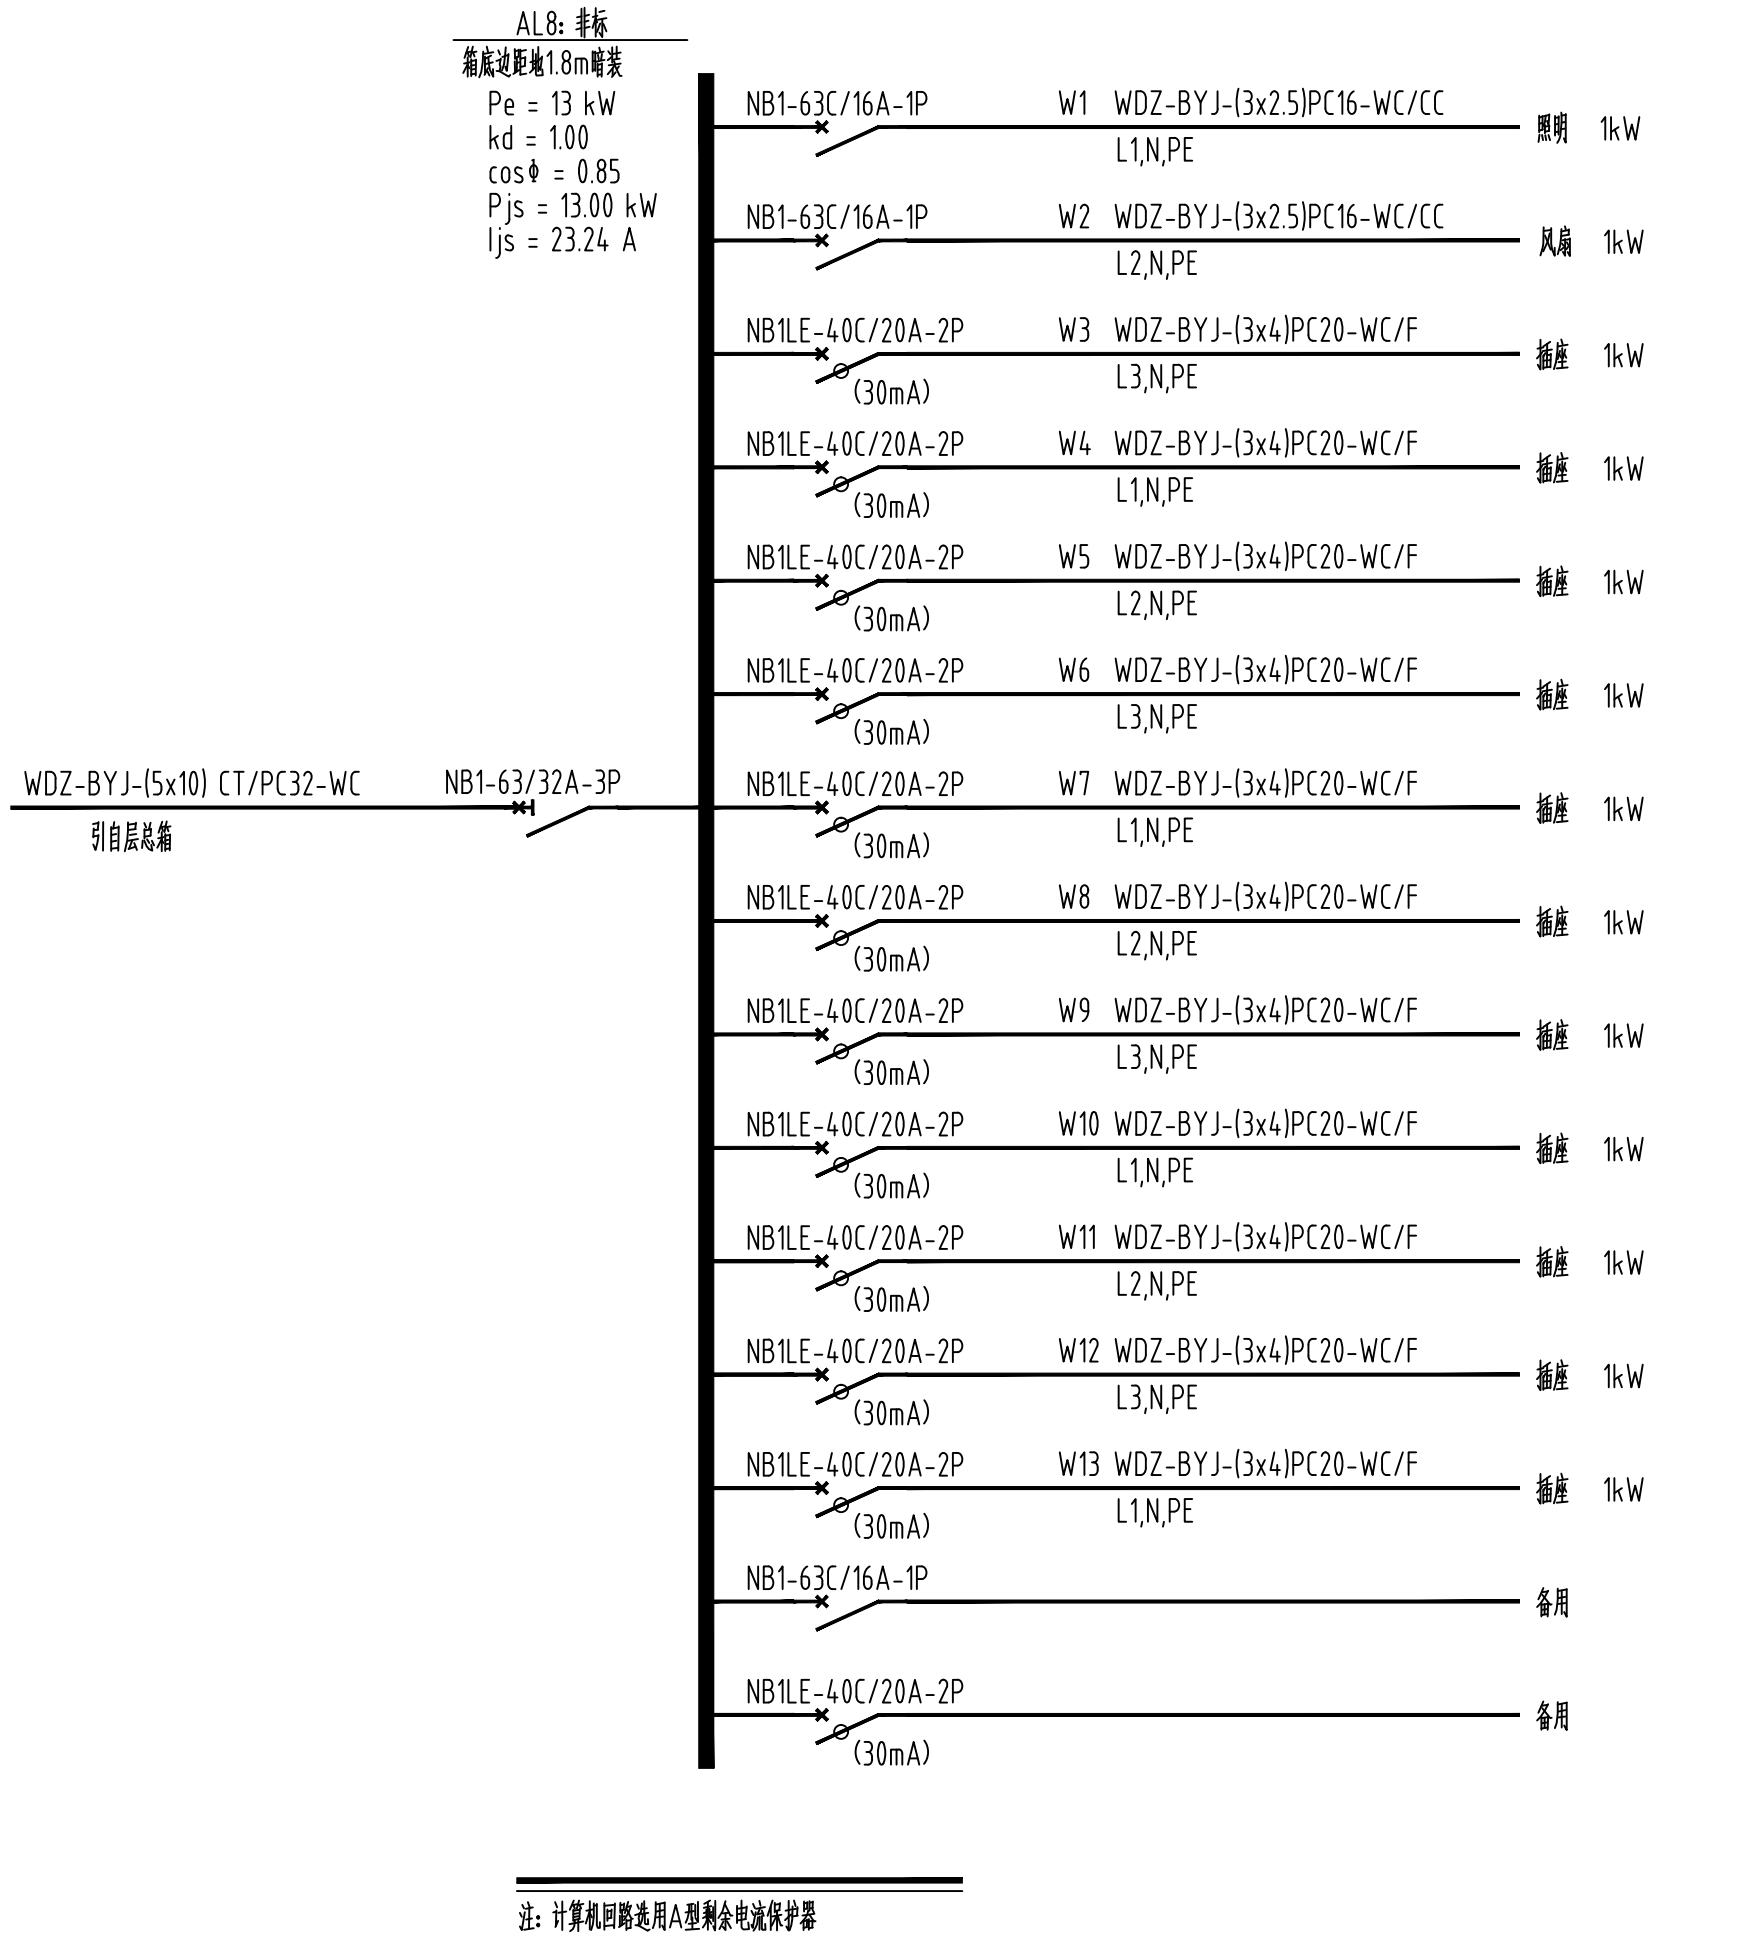 AL8: 非标
箱底边距地1.8m暗装
Pe = 13 kW
kd = 1.00
cosΦ = 0.85
Pjs = 13.00 kW
Ijs = 23.24 A
NB1-63C/16A-1P W1 WDZ-BYJ-(3x2.5)PC16-WC/CC
照明 1kW
L1,N,PE
NB1-63C/16A-1P W2 WDZ-BYJ-(3x2.5)PC16-WC/CC
风扇 1kW
L2,N,PE
NB1LE-40C/20A-2P W3 WDZ-BYJ-(3x4)PC20-WC/F
插座 1kW
(30mA) L3,N,PE
NB1LE-40C/20A-2P W4 WDZ-BYJ-(3x4)PC20-WC/F
插座 1kW
(30mA) L1,N,PE
NB1LE-40C/20A-2P W5 WDZ-BYJ-(3x4)PC20-WC/F
插座 1kW
(30mA) L2,N,PE
NB1LE-40C/20A-2P W6 WDZ-BYJ-(3x4)PC20-WC/F
插座 1kW
(30mA) L3,N,PE
WDZ-BYJ-(5x10) CT/PC32-WC NB1-63/32A-3P
引自层总箱
NB1LE-40C/20A-2P W7 WDZ-BYJ-(3x4)PC20-WC/F
插座 1kW
(30mA) L1,N,PE
NB1LE-40C/20A-2P W8 WDZ-BYJ-(3x4)PC20-WC/F
插座 1kW
(30mA) L2,N,PE
NB1LE-40C/20A-2P W9 WDZ-BYJ-(3x4)PC20-WC/F
插座 1kW
(30mA) L3,N,PE
NB1LE-40C/20A-2P W10 WDZ-BYJ-(3x4)PC20-WC/F
插座 1kW
(30mA) L1,N,PE
NB1LE-40C/20A-2P W11 WDZ-BYJ-(3x4)PC20-WC/F
插座 1kW
(30mA) L2,N,PE
NB1LE-40C/20A-2P W12 WDZ-BYJ-(3x4)PC20-WC/F
插座 1kW
(30mA) L3,N,PE
NB1LE-40C/20A-2P W13 WDZ-BYJ-(3x4)PC20-WC/F
插座 1kW
(30mA) L1,N,PE
NB1-63C/16A-1P
备用
NB1LE-40C/20A-2P
备用
(30mA)
注: 计算机回路选用A型剩余电流保护器